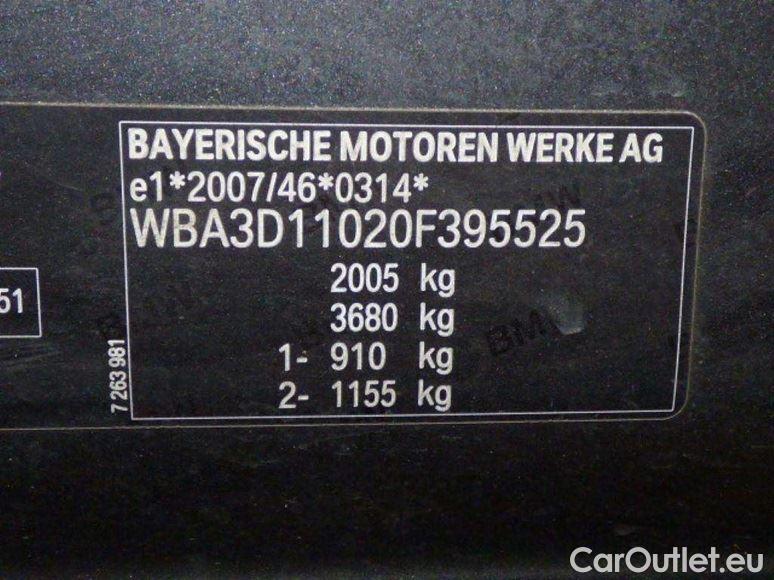 BAYERISCHE MOTOREN WERKE AG
e1*2007/46*0314*
WBA3D11020F395525
2005 kg
3680 kg
1- 910 kg
2- 1155 kg
7 263 981
51
BMW
CarOutlet.eu